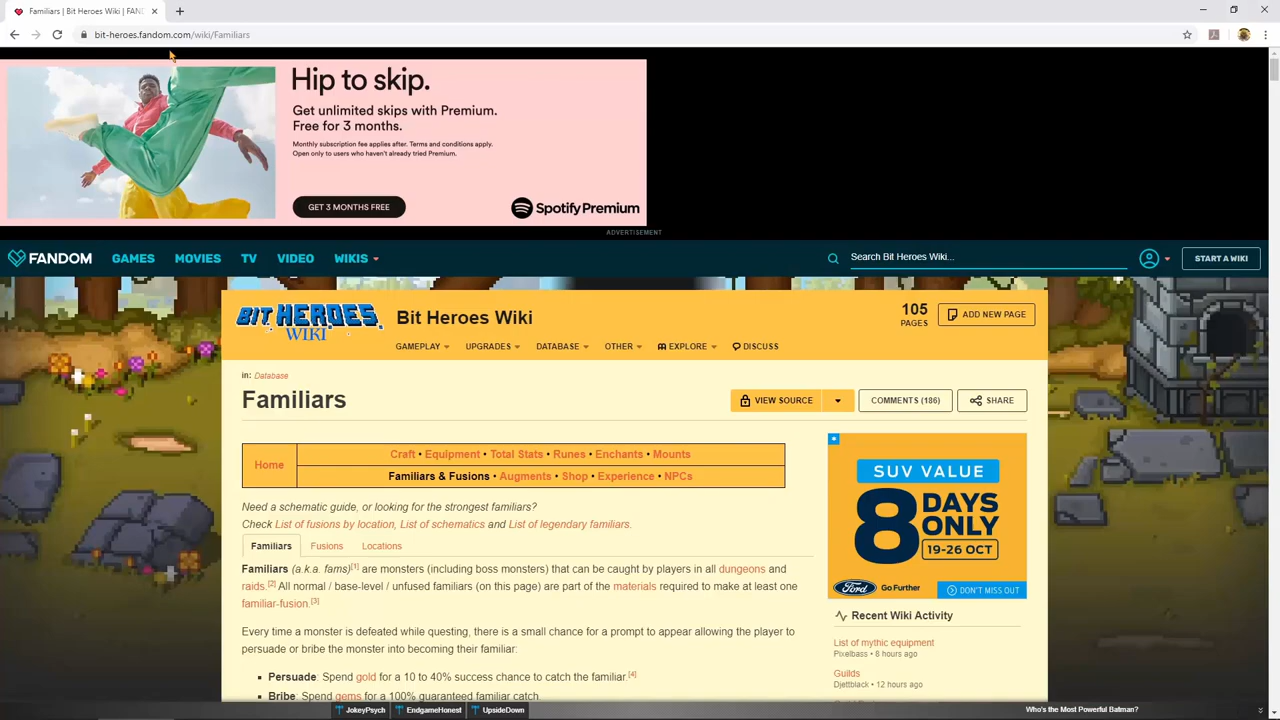 Familiars | Bit Heroes Wiki | FAN
bit-heroes.fandom.com/wiki/Familiars
Hip to skip.
Get unlimited skips with Premium.
Free for 3 months.
Monthly subscription fee applies after. Terms and conditions apply.
Open only to users who haven't already tried Premium.
GET 3 MONTHS FREE
Spotify Premium
ADVERTISEMENT
FANDOM GAMES MOVIES TV VIDEO WIKIS Search Bit Heroes Wiki... START A WIKI
BIT HEROES WIKI
Bit Heroes Wiki
105 PAGES
ADD NEW PAGE
GAMEPLAY UPGRADES DATABASE OTHER EXPLORE DISCUSS
in: Database
Familiars
VIEW SOURCE COMMENTS (186) SHARE
Home
Craft • Equipment • Total Stats • Runes • Enchants • Mounts
Familiars & Fusions • Augments • Shop • Experience • NPCs
Need a schematic guide, or looking for the strongest familiars?
Check List of fusions by location, List of schematics and List of legendary familiars.
Familiars Fusions Locations
Familiars (a.k.a. fams)[1] are monsters (including boss monsters) that can be caught by players in all dungeons and
raids.[2] All normal / base-level / unfused familiars (on this page) are part of the materials required to make at least one
familiar-fusion.[3]
Every time a monster is defeated while questing, there is a small chance for a prompt to appear allowing the player to
persuade or bribe the monster into becoming their familiar:
• Persuade: Spend gold for a 10 to 40% success chance to catch the familiar.[4]
• Bribe: Spend gems for a 100% guaranteed familiar catch.
SUV VALUE
8 DAYS
ONLY
19-26 OCT
Ford Go Further DON'T MISS OUT
Recent Wiki Activity
List of mythic equipment
Pixelbass • 8 hours ago
Guilds
Djettblack • 12 hours ago
JokeyPsych EndgameHonest UpsideDown Who's the Most Powerful Batman?